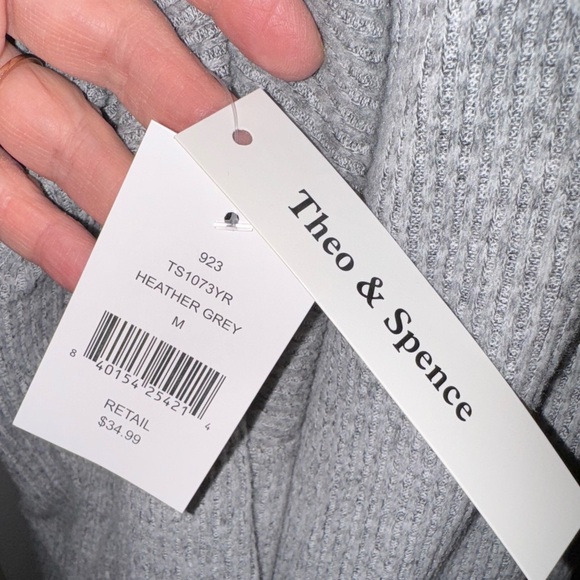 923
TS1073YR
HEATHER GREY
M
8 40154 25421 4
RETAIL
$34.99
Theo & Spence